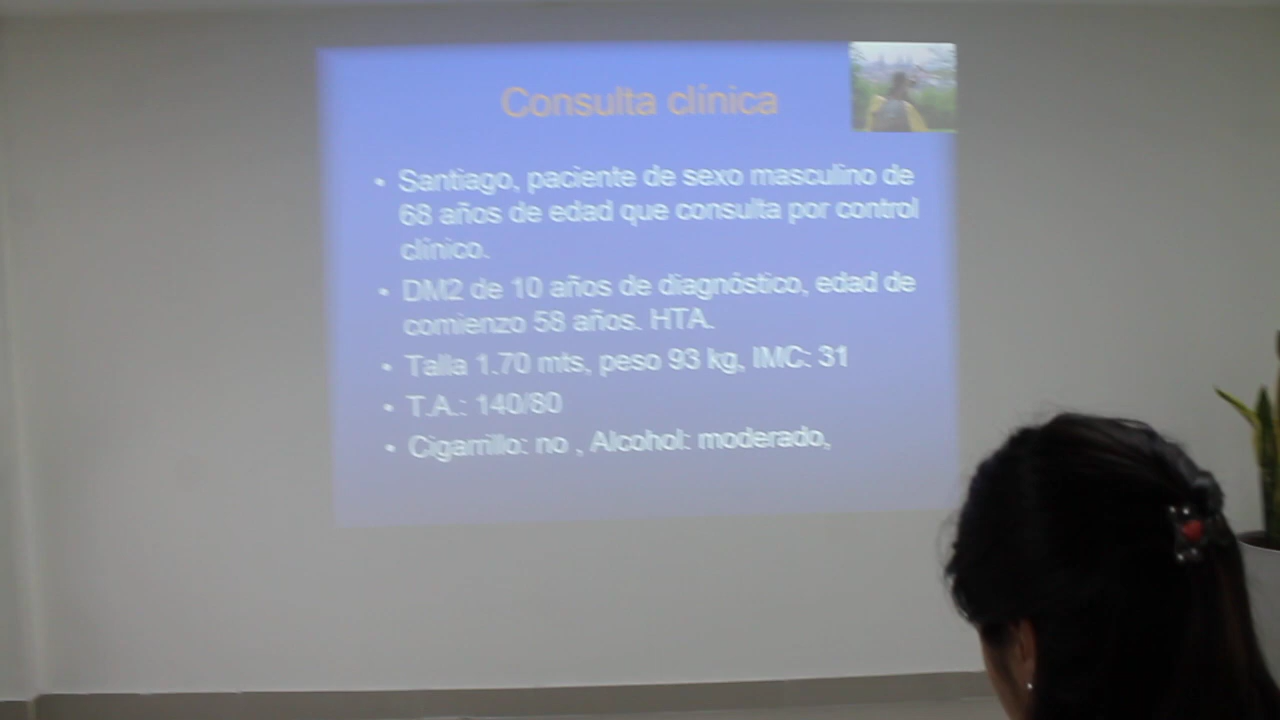 Consulta clínica
• Santiago, paciente de sexo masculino de
68 años de edad que consulta por control
clínico.
• DM2 de 10 años de diagnóstico, edad de
comienzo 58 años. HTA.
• Talla 1.70 mts, peso 93 kg, IMC: 31
• T.A.: 140/80
• Cigarrillo: no , Alcohol: moderado,